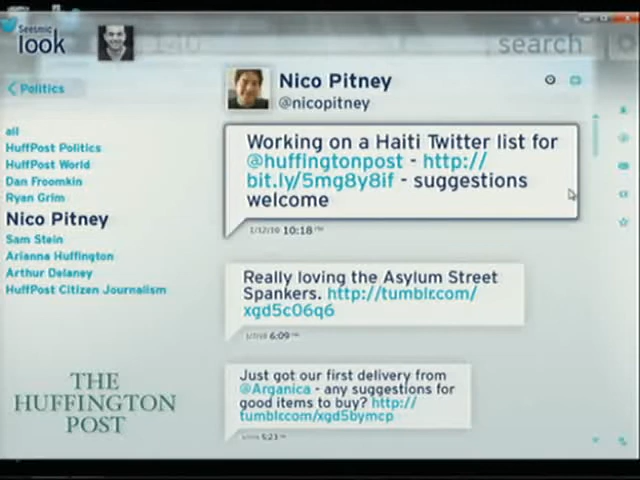 Seesmic
look
140
search
Politics
Nico Pitney
@nicopitney
all
HuffPost Politics
HuffPost World
Dan Froomkin
Ryan Grim
Nico Pitney
Sam Stein
Arianna Huffington
Arthur Delaney
HuffPost Citizen Journalism
THE
HUFFINGTON
POST
Working on a Haiti Twitter list for
@huffingtonpost - http://
bit.ly/5mg8y8if - suggestions
welcome
1/12/10 10:18 PM
Really loving the Asylum Street
Spankers. http://tumblr.com/
xgd5c06q6
6:09 PM
Just got our first delivery from
@Arganica - any suggestions for
good items to buy? http://
tumblr.com/xgd5bymcp
5:21 PM